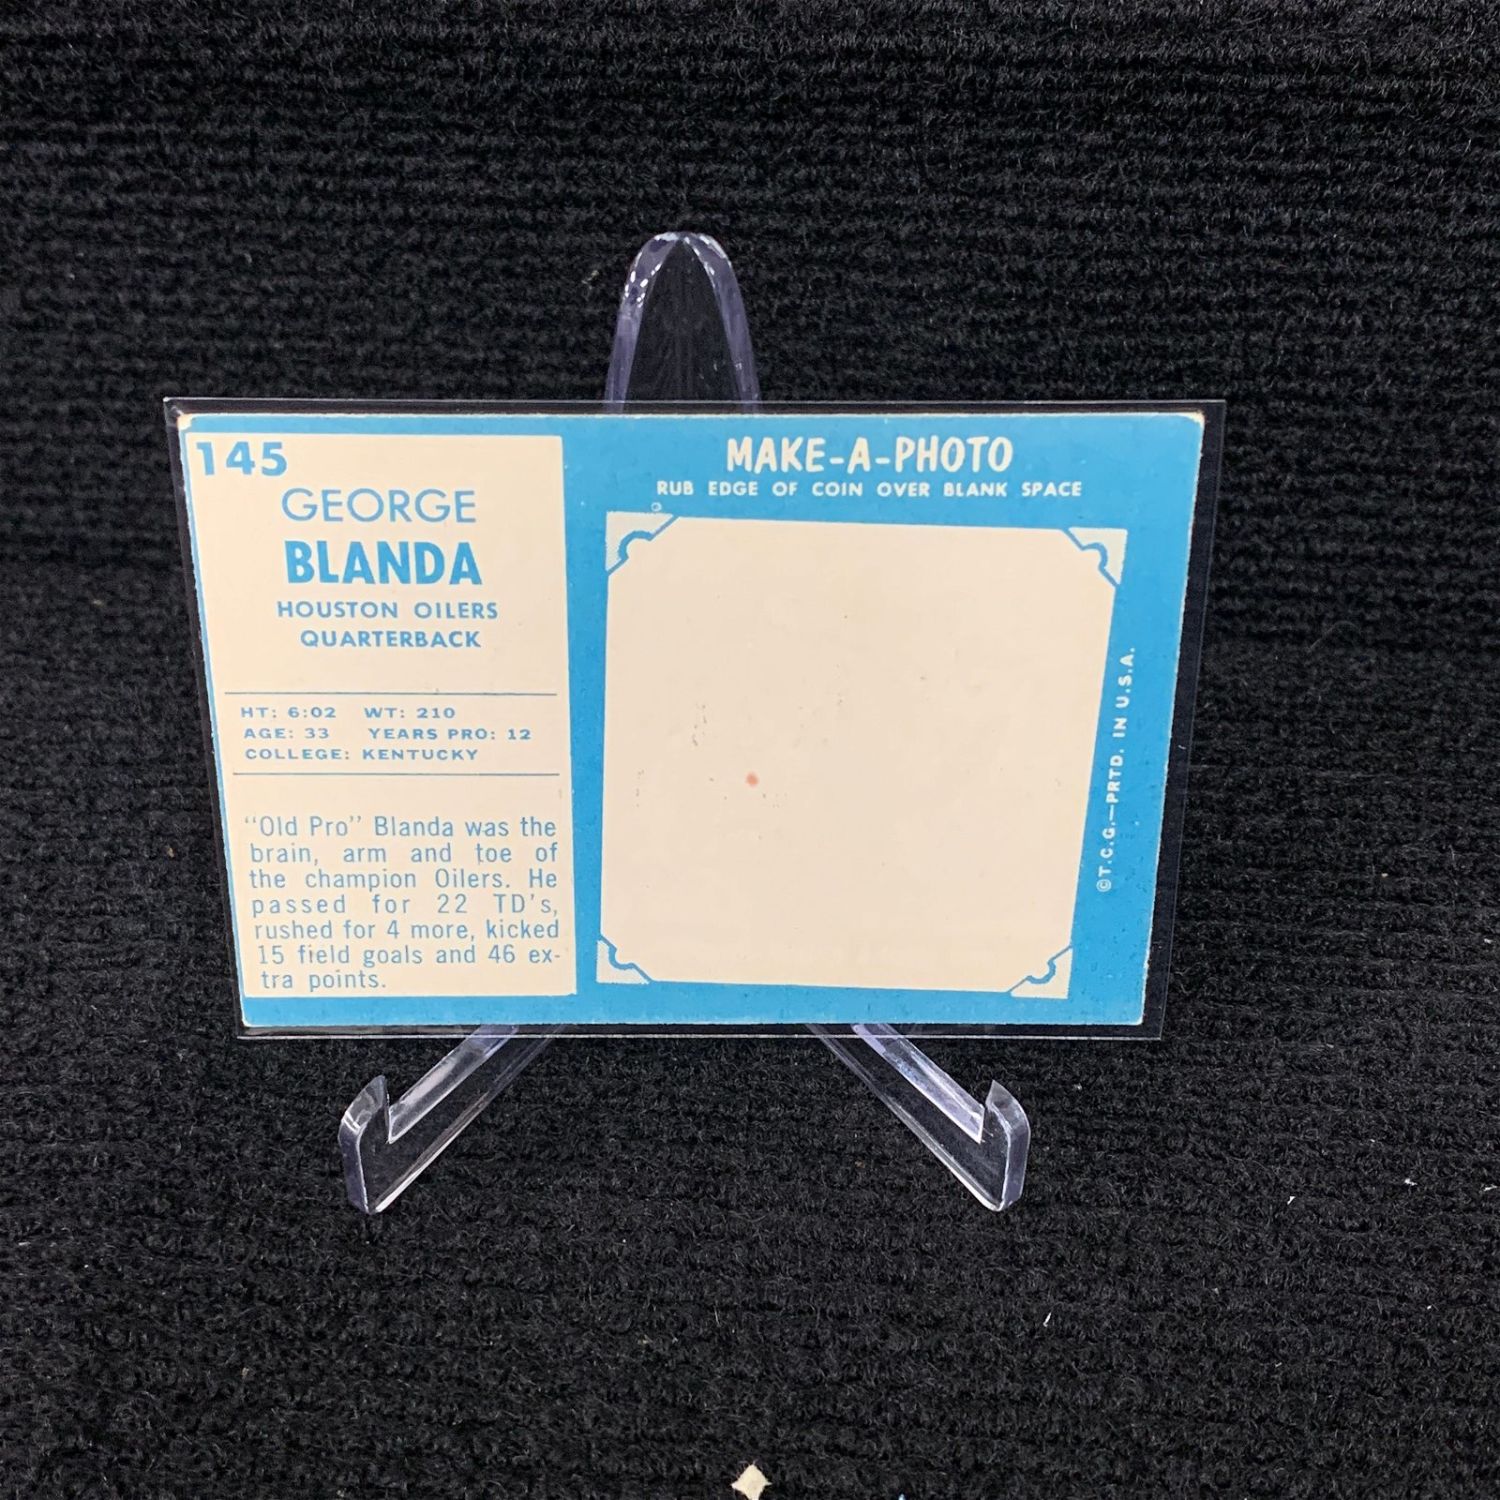 145
GEORGE
BLANDA
HOUSTON OILERS
QUARTERBACK
HT: 6:02 WT: 210
AGE: 33 YEARS PRO: 12
COLLEGE: KENTUCKY
"Old Pro" Blanda was the
brain, arm and toe of
the champion Oilers. He
passed for 22 TD's,
rushed for 4 more, kicked
15 field goals and 46 ex-
tra points.
MAKE-A-PHOTO
RUB EDGE OF COIN OVER BLANK SPACE
©T.C.G.—PRTD. IN U.S.A.